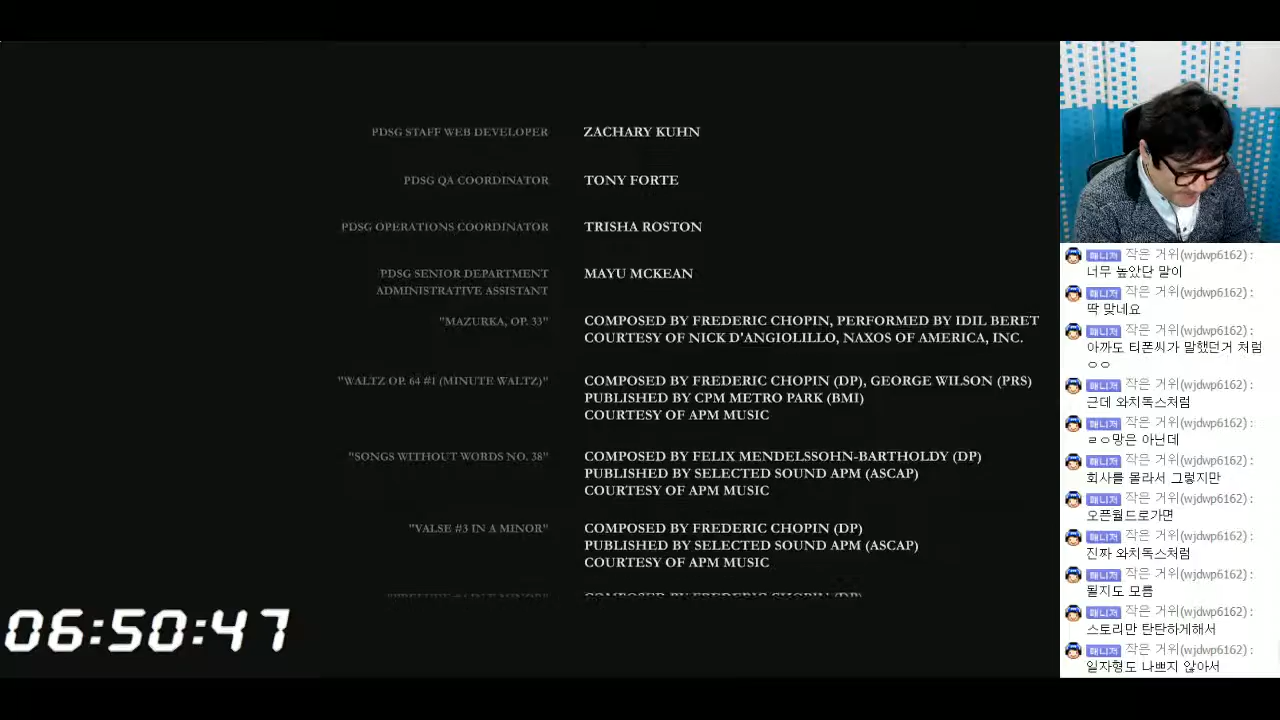 PDSG STAFF WEB DEVELOPER ZACHARY KUHN
PDSG QA COORDINATOR TONY FORTE
PDSG OPERATIONS COORDINATOR TRISHA ROSTON
PDSG SENIOR DEPARTMENT MAYU MCKEAN
ADMINISTRATIVE ASSISTANT
"MAZURKA, OP. 33" COMPOSED BY FREDERIC CHOPIN, PERFORMED BY IDIL BERET
COURTESY OF NICK D'ANGIOLILLO, NAXOS OF AMERICA, INC.
"WALTZ OP. 64 #1 (MINUTE WALTZ)" COMPOSED BY FREDERIC CHOPIN (DP), GEORGE WILSON (PRS)
PUBLISHED BY CPM METRO PARK (BMI)
COURTESY OF APM MUSIC
"SONGS WITHOUT WORDS NO. 38" COMPOSED BY FELIX MENDELSSOHN-BARTHOLDY (DP)
PUBLISHED BY SELECTED SOUND APM (ASCAP)
COURTESY OF APM MUSIC
"VALSE #3 IN A MINOR" COMPOSED BY FREDERIC CHOPIN (DP)
PUBLISHED BY SELECTED SOUND APM (ASCAP)
COURTESY OF APM MUSIC
COMPOSED BY FREDERIC CHOPIN (DP)
06:50:47
매니저 작은 거위(wjdwp6162) :
너무 높았단 말이
매니저 작은 거위(wjdwp6162) :
딱 맞네요
매니저 작은 거위(wjdwp6162) :
아까도 티폰씨가 말했던거 처럼
ㅇㅇ
매니저 작은 거위(wjdwp6162) :
근데 와치독스처럼
매니저 작은 거위(wjdwp6162) :
ㄹㅇ망은 아닌데
매니저 작은 거위(wjdwp6162) :
회사를 몰라서 그렇지만
매니저 작은 거위(wjdwp6162) :
오픈월드로가면
매니저 작은 거위(wjdwp6162) :
진짜 와치독스처럼
매니저 작은 거위(wjdwp6162) :
될지도 모름
매니저 작은 거위(wjdwp6162) :
스토리만 탄탄하게해서
매니저 작은 거위(wjdwp6162) :
일자형도 나쁘지 않아서